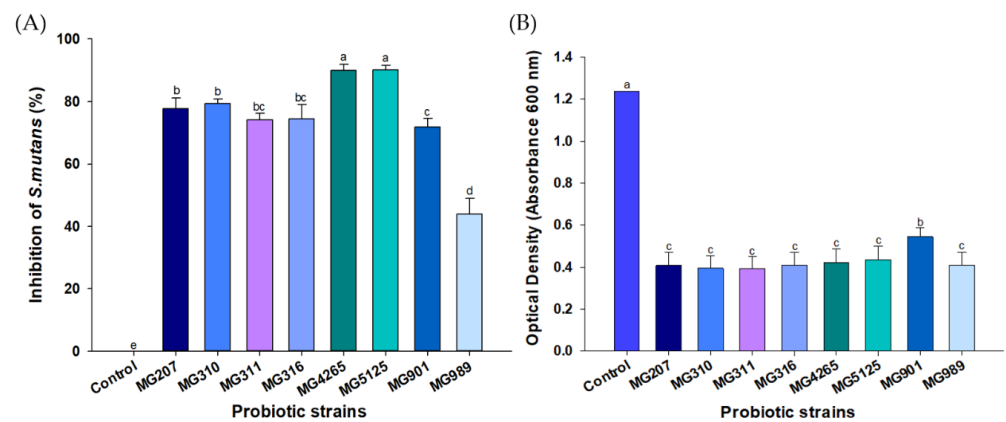 (A)
Inhibition of S.mutans (%)
100
80
60
40
20
0
e
b
b
bc
bc
a
a
c
d
Control
MG207
MG310
MG311
MG316
MG4265
MG5125
MG901
MG989
Probiotic strains
(B)
Optical Density (Absorbance 600 nm)
1.4
1.2
1.0
0.8
0.6
0.4
0.2
0.0
a
c
c
c
c
c
c
b
c
Control
MG207
MG310
MG311
MG316
MG4265
MG5125
MG901
MG989
Probiotic strains